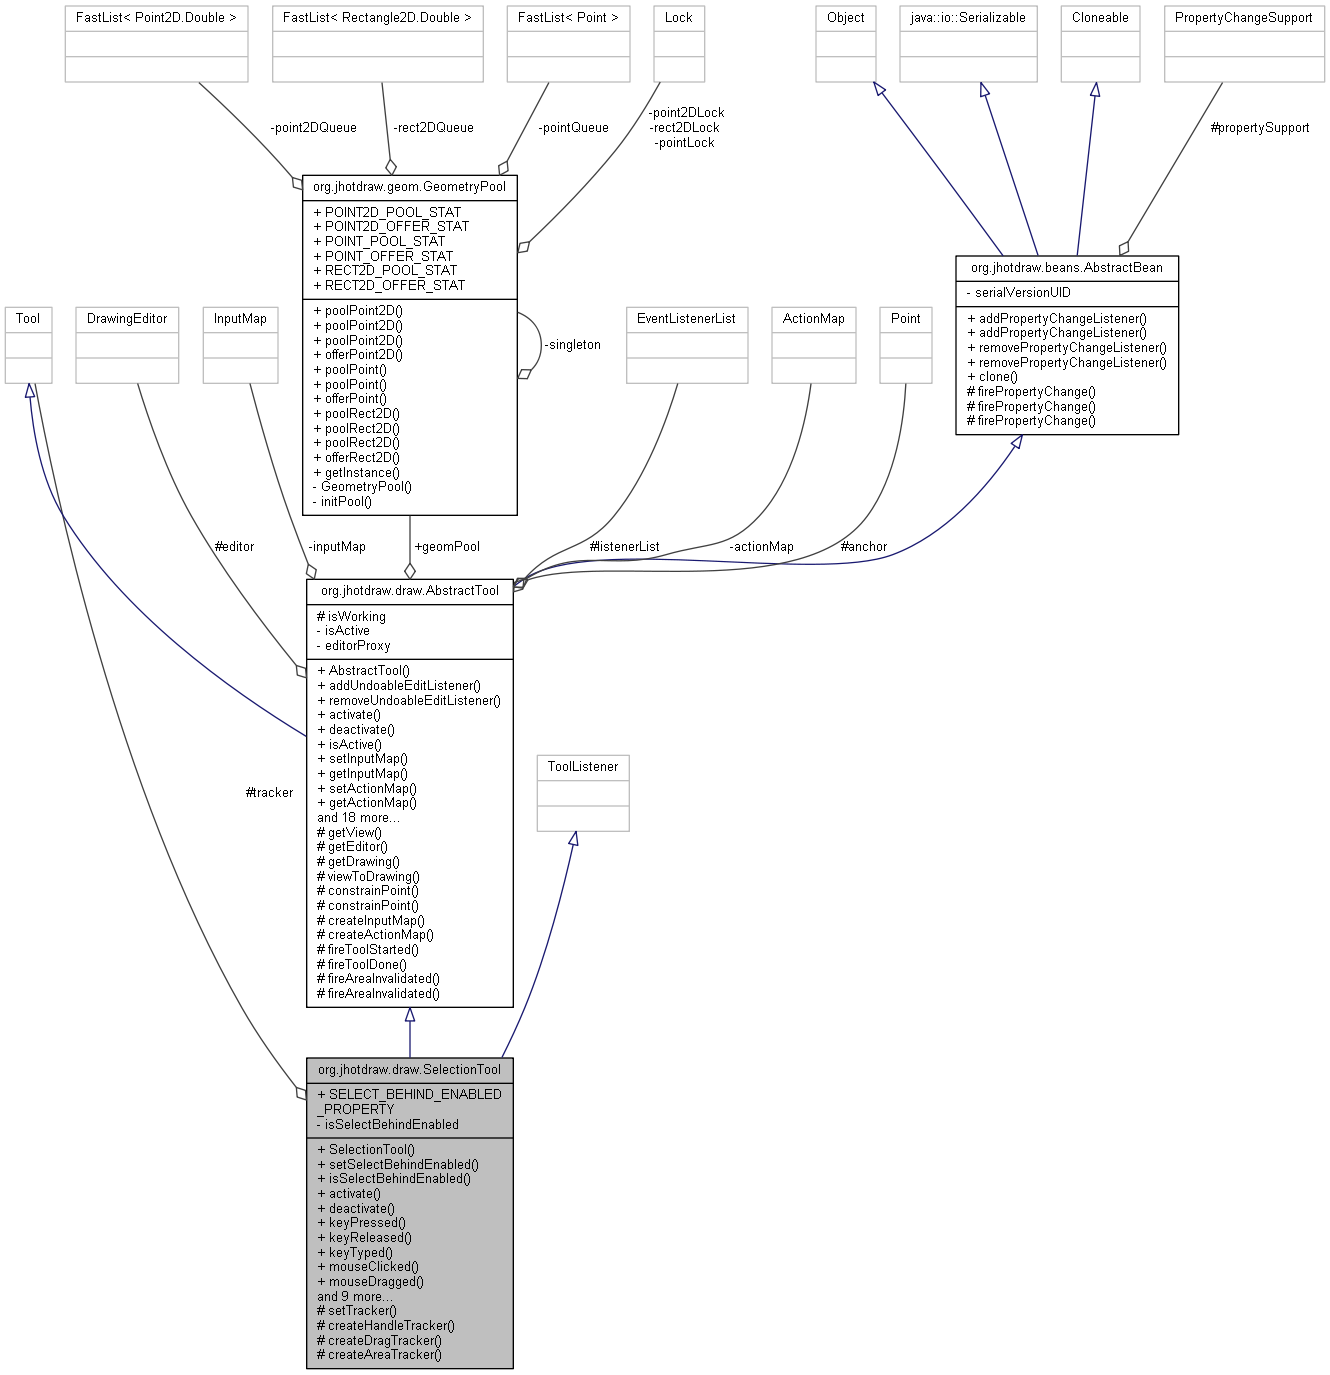 FastList< Point2D.Double >
FastList< Rectangle2D.Double >
FastList< Point >
Lock
Object
java::io::Serializable
Cloneable
PropertyChangeSupport
-point2DQueue
-rect2DQueue
-pointQueue
-point2DLock
-rect2DLock
-pointLock
#propertySupport
org.jhotdraw.geom.GeometryPool
+ POINT2D_POOL_STAT
+ POINT2D_OFFER_STAT
+ POINT_POOL_STAT
+ POINT_OFFER_STAT
+ RECT2D_POOL_STAT
+ RECT2D_OFFER_STAT
+ poolPoint2D()
+ poolPoint2D()
+ poolPoint2D()
+ offerPoint2D()
+ poolPoint()
+ poolPoint()
+ offerPoint()
+ poolRect2D()
+ poolRect2D()
+ poolRect2D()
+ offerRect2D()
+ getInstance()
- GeometryPool()
- initPool()
-singleton
org.jhotdraw.beans.AbstractBean
- serialVersionUID
+ addPropertyChangeListener()
+ addPropertyChangeListener()
+ removePropertyChangeListener()
+ removePropertyChangeListener()
+ clone()
# firePropertyChange()
# firePropertyChange()
# firePropertyChange()
Tool
DrawingEditor
InputMap
EventListenerList
ActionMap
Point
#editor
-inputMap
+geomPool
#listenerList
-actionMap
#anchor
org.jhotdraw.draw.AbstractTool
# isWorking
- isActive
- editorProxy
+ AbstractTool()
+ addUndoableEditListener()
+ removeUndoableEditListener()
+ activate()
+ deactivate()
+ isActive()
+ setInputMap()
+ getInputMap()
+ setActionMap()
+ getActionMap()
and 18 more...
# getView()
# getEditor()
# getDrawing()
# viewToDrawing()
# constrainPoint()
# constrainPoint()
# createInputMap()
# createActionMap()
# fireToolStarted()
# fireToolDone()
# fireAreaInvalidated()
# fireAreaInvalidated()
#tracker
ToolListener
org.jhotdraw.draw.SelectionTool
+ SELECT_BEHIND_ENABLED
_PROPERTY
- isSelectBehindEnabled
+ SelectionTool()
+ setSelectBehindEnabled()
+ isSelectBehindEnabled()
+ activate()
+ deactivate()
+ keyPressed()
+ keyReleased()
+ keyTyped()
+ mouseClicked()
+ mouseDragged()
and 9 more...
# setTracker()
# createHandleTracker()
# createDragTracker()
# createAreaTracker()